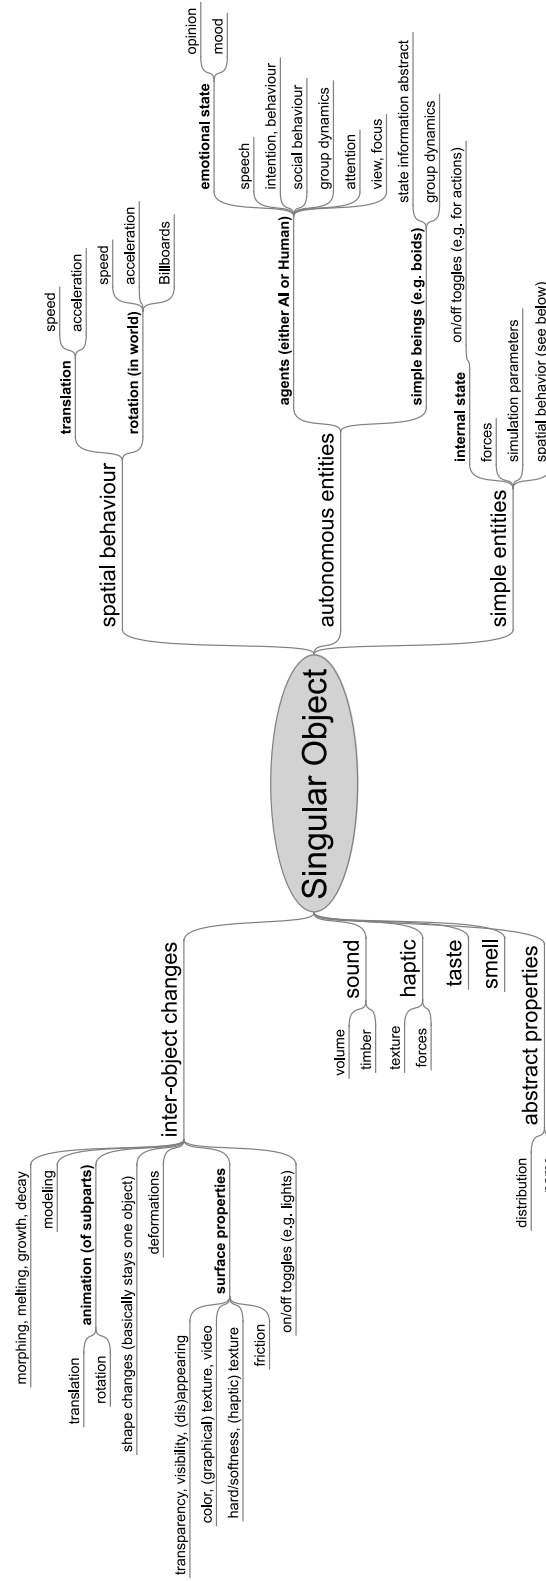 Singular Object
inter-object changes
morphing, melting, growth, decay
modeling
animation (of subparts)
translation
rotation
shape changes (basically stays one object)
deformations
surface properties
transparency, visibility, (dis)appearing
color, (graphical) texture, video
hard/softness, (haptic) texture
friction
on/off toggles (e.g. lights)
sound
volume
timber
haptic
texture
forces
taste
smell
abstract properties
distribution
spatial behaviour
translation
speed
acceleration
rotation (in world)
speed
acceleration
Billboards
autonomous entities
agents (either AI or Human)
emotional state
opinion
mood
speech
intention, behaviour
social behaviour
group dynamics
attention
view, focus
simple beings (e.g. boids)
state information abstract
group dynamics
simple entities
internal state
on/off toggles (e.g. for actions)
forces
simulation parameters
spatial behavior (see below)